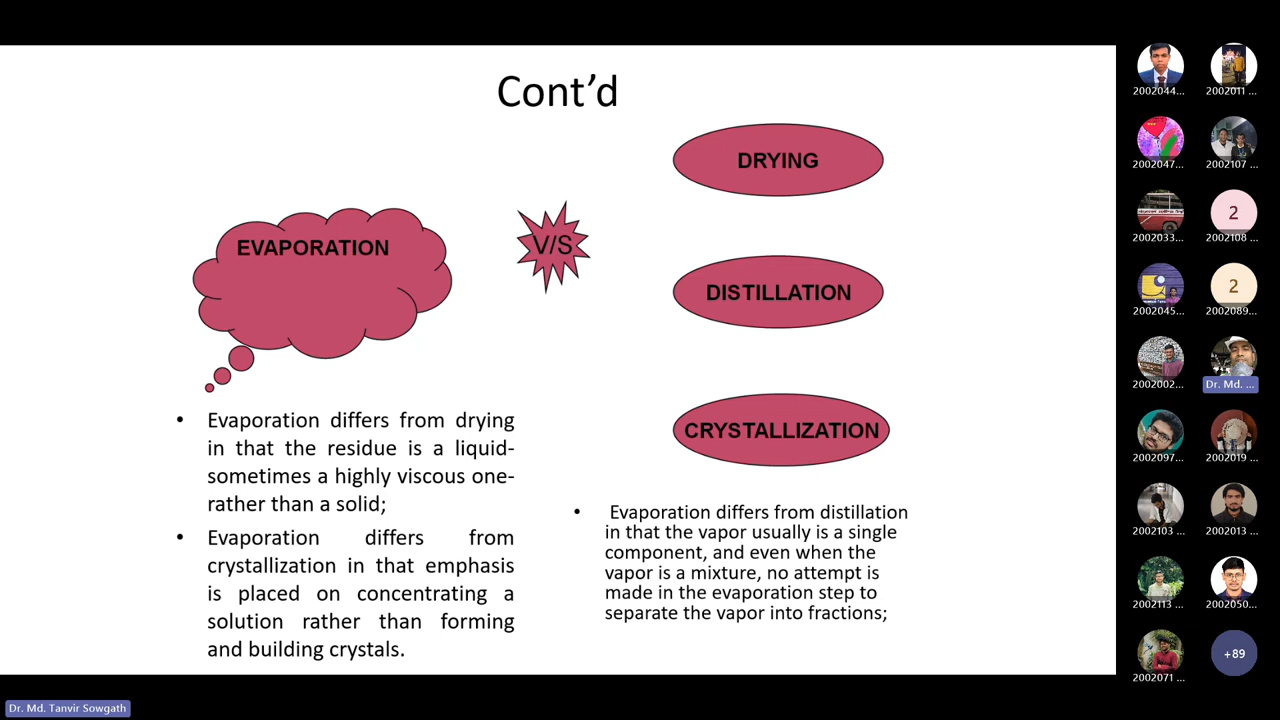 Cont’d
EVAPORATION
V/S
DRYING
DISTILLATION
CRYSTALLIZATION
• Evaporation differs from drying
in that the residue is a liquid-
sometimes a highly viscous one-
rather than a solid;
• Evaporation differs from
crystallization in that emphasis
is placed on concentrating a
solution rather than forming
and building crystals.
• Evaporation differs from distillation
in that the vapor usually is a single
component, and even when the
vapor is a mixture, no attempt is
made in the evaporation step to
separate the vapor into fractions;
2002044...
2002011 ...
2002047...
2002107 ...
2002033...
2
2002108 ...
2002045...
2
2002089...
2002002...
Dr. Md. ...
2002097...
2002019 ...
2002103 ...
2002013 ...
2002113 ...
2002050...
2002071 ...
+89
Dr. Md. Tanvir Sowgath